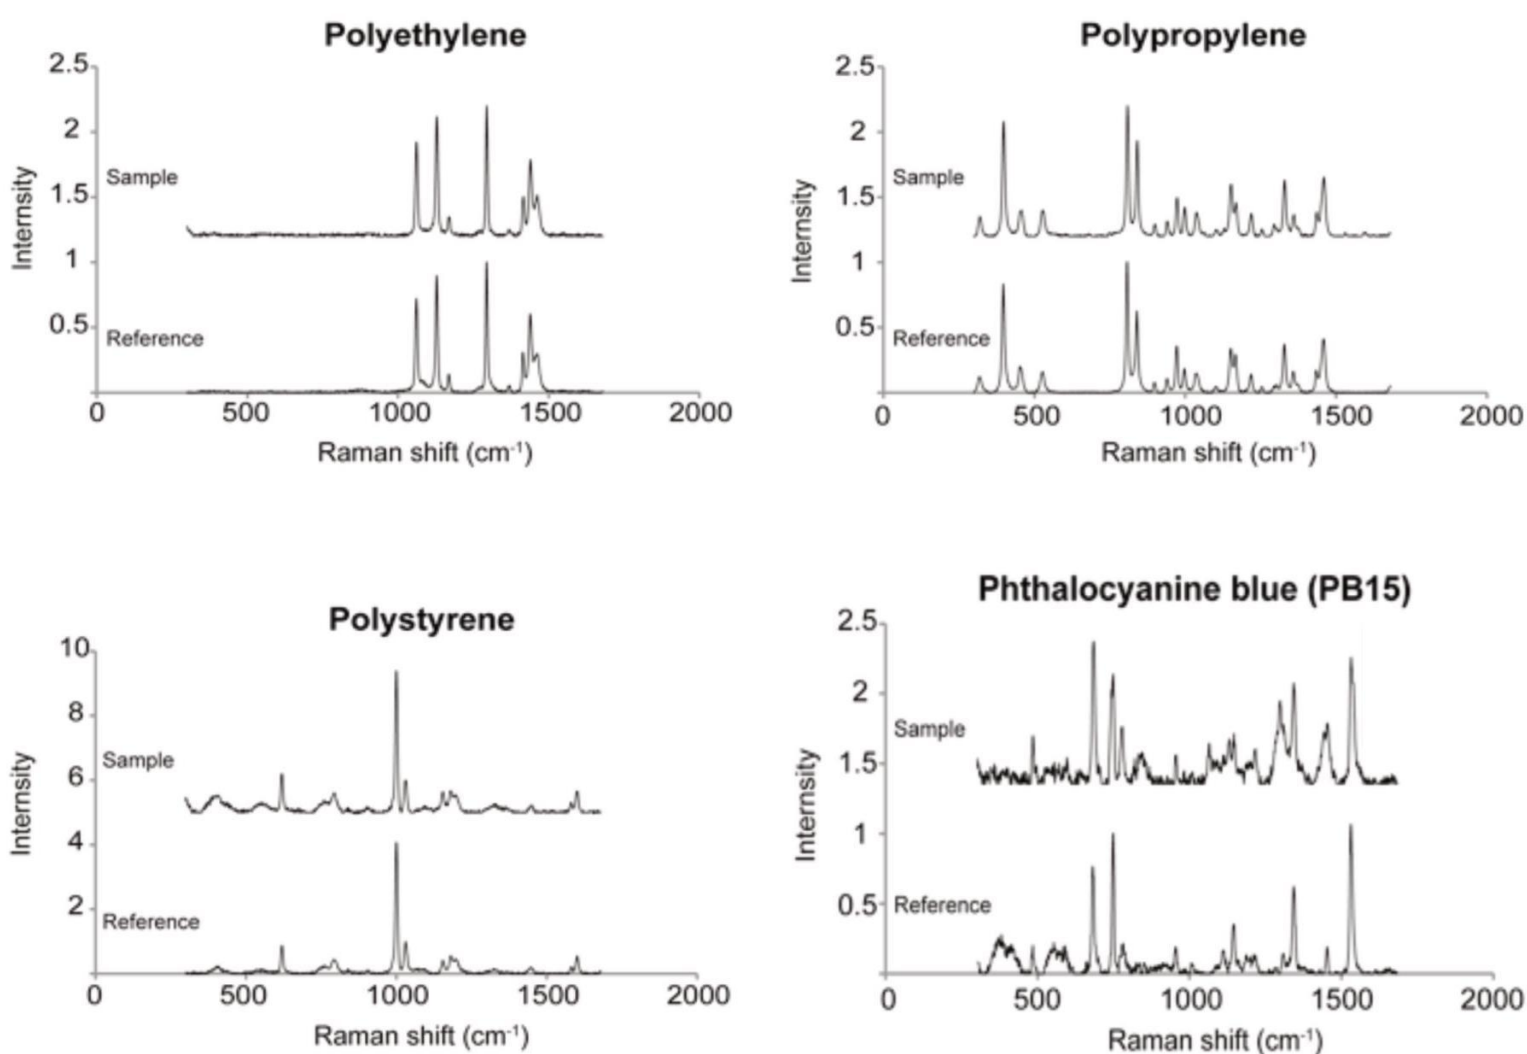 Polyethylene
2.5
2
1.5
1
0.5
Internsity
Sample
Reference
0 500 1000 1500 2000
Raman shift (cm⁻¹)
Polypropylene
2.5
2
1.5
1
0.5
Internsity
Sample
Reference
0 500 1000 1500 2000
Raman shift (cm⁻¹)
Polystyrene
10
8
6
4
2
Internsity
Sample
Reference
0 500 1000 1500 2000
Raman shift (cm⁻¹)
Phthalocyanine blue (PB15)
2.5
2
1.5
1
0.5
Internsity
Sample
Reference
0 500 1000 1500 2000
Raman shift (cm⁻¹)